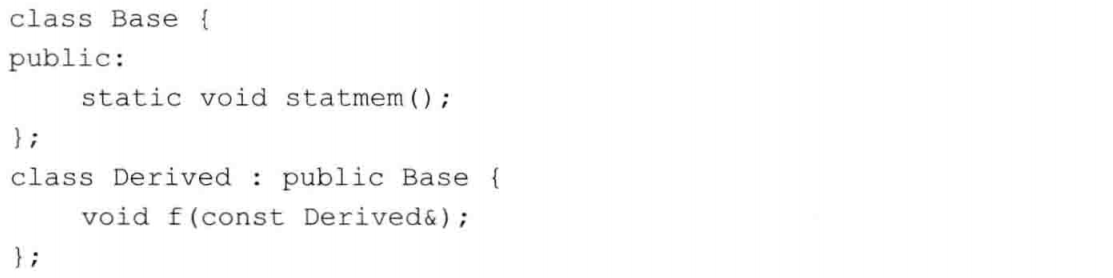 class Base {
public:
    static void statmem();
};
class Derived : public Base {
    void f(const Derived&);
};